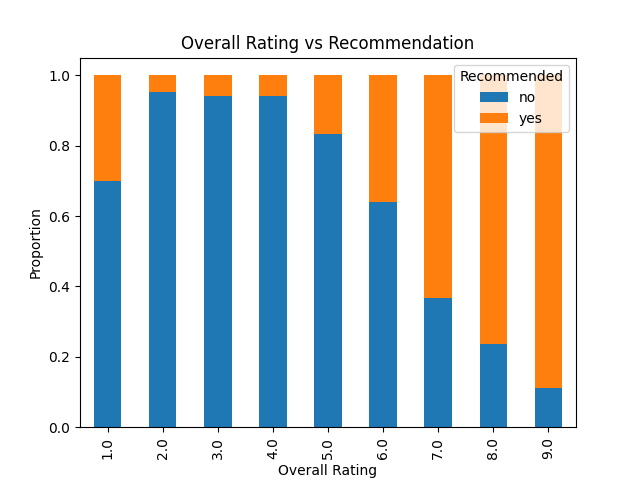 Overall Rating vs Recommendation
Recommended
no
yes
Proportion
1.0
0.8
0.6
0.4
0.2
0.0
1.0
2.0
3.0
4.0
5.0
6.0
7.0
8.0
9.0
Overall Rating